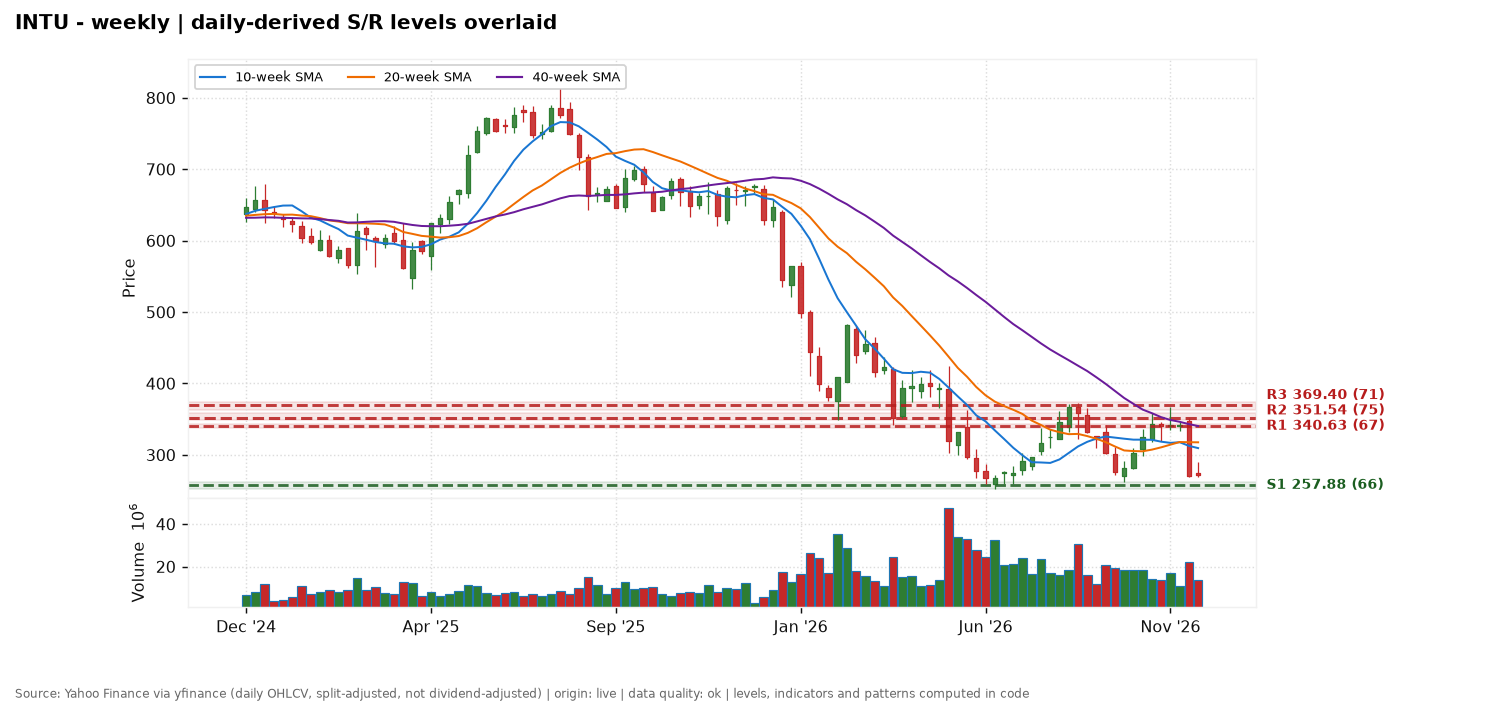 INTU - weekly | daily-derived S/R levels overlaid
10-week SMA
20-week SMA
40-week SMA
Price
800
700
600
500
400
300
R3 369.40 (71)
R2 351.54 (75)
R1 340.63 (67)
S1 257.88 (66)
Volume 10⁶
40
20
Dec '24
Apr '25
Sep '25
Jan '26
Jun '26
Nov '26
Source: Yahoo Finance via yfinance (daily OHLCV, split-adjusted, not dividend-adjusted) | origin: live | data quality: ok | levels, indicators and patterns computed in code